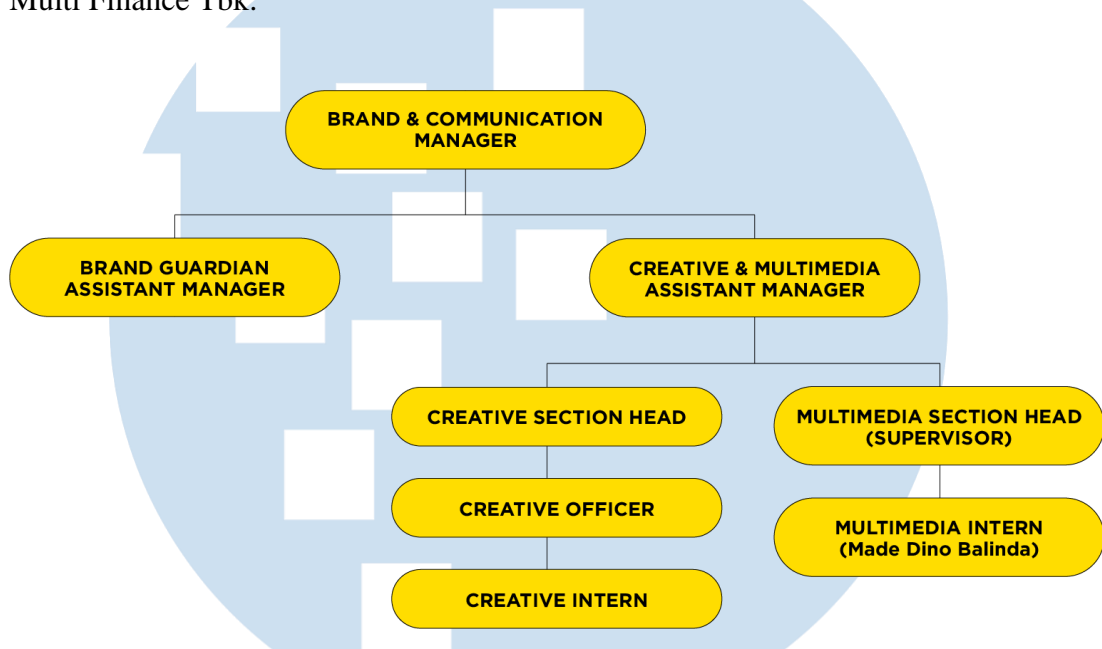 Multi Finance Tbk.
BRAND & COMMUNICATION
MANAGER
BRAND GUARDIAN
ASSISTANT MANAGER
CREATIVE & MULTIMEDIA
ASSISTANT MANAGER
CREATIVE SECTION HEAD
MULTIMEDIA SECTION HEAD
(SUPERVISOR)
CREATIVE OFFICER
MULTIMEDIA INTERN
(Made Dino Balinda)
CREATIVE INTERN